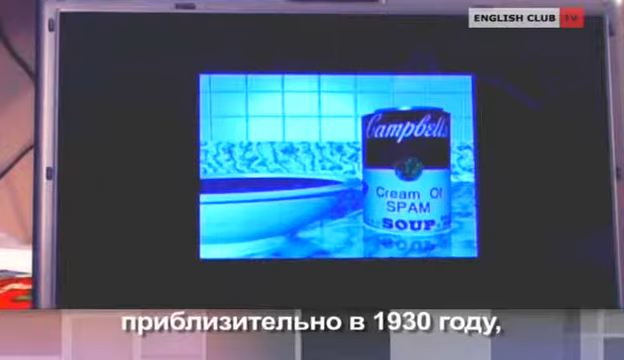 ENGLISH CLUB TV
Campbell's
Cream Of
SPAM
SOUP
приблизительно в 1930 году,